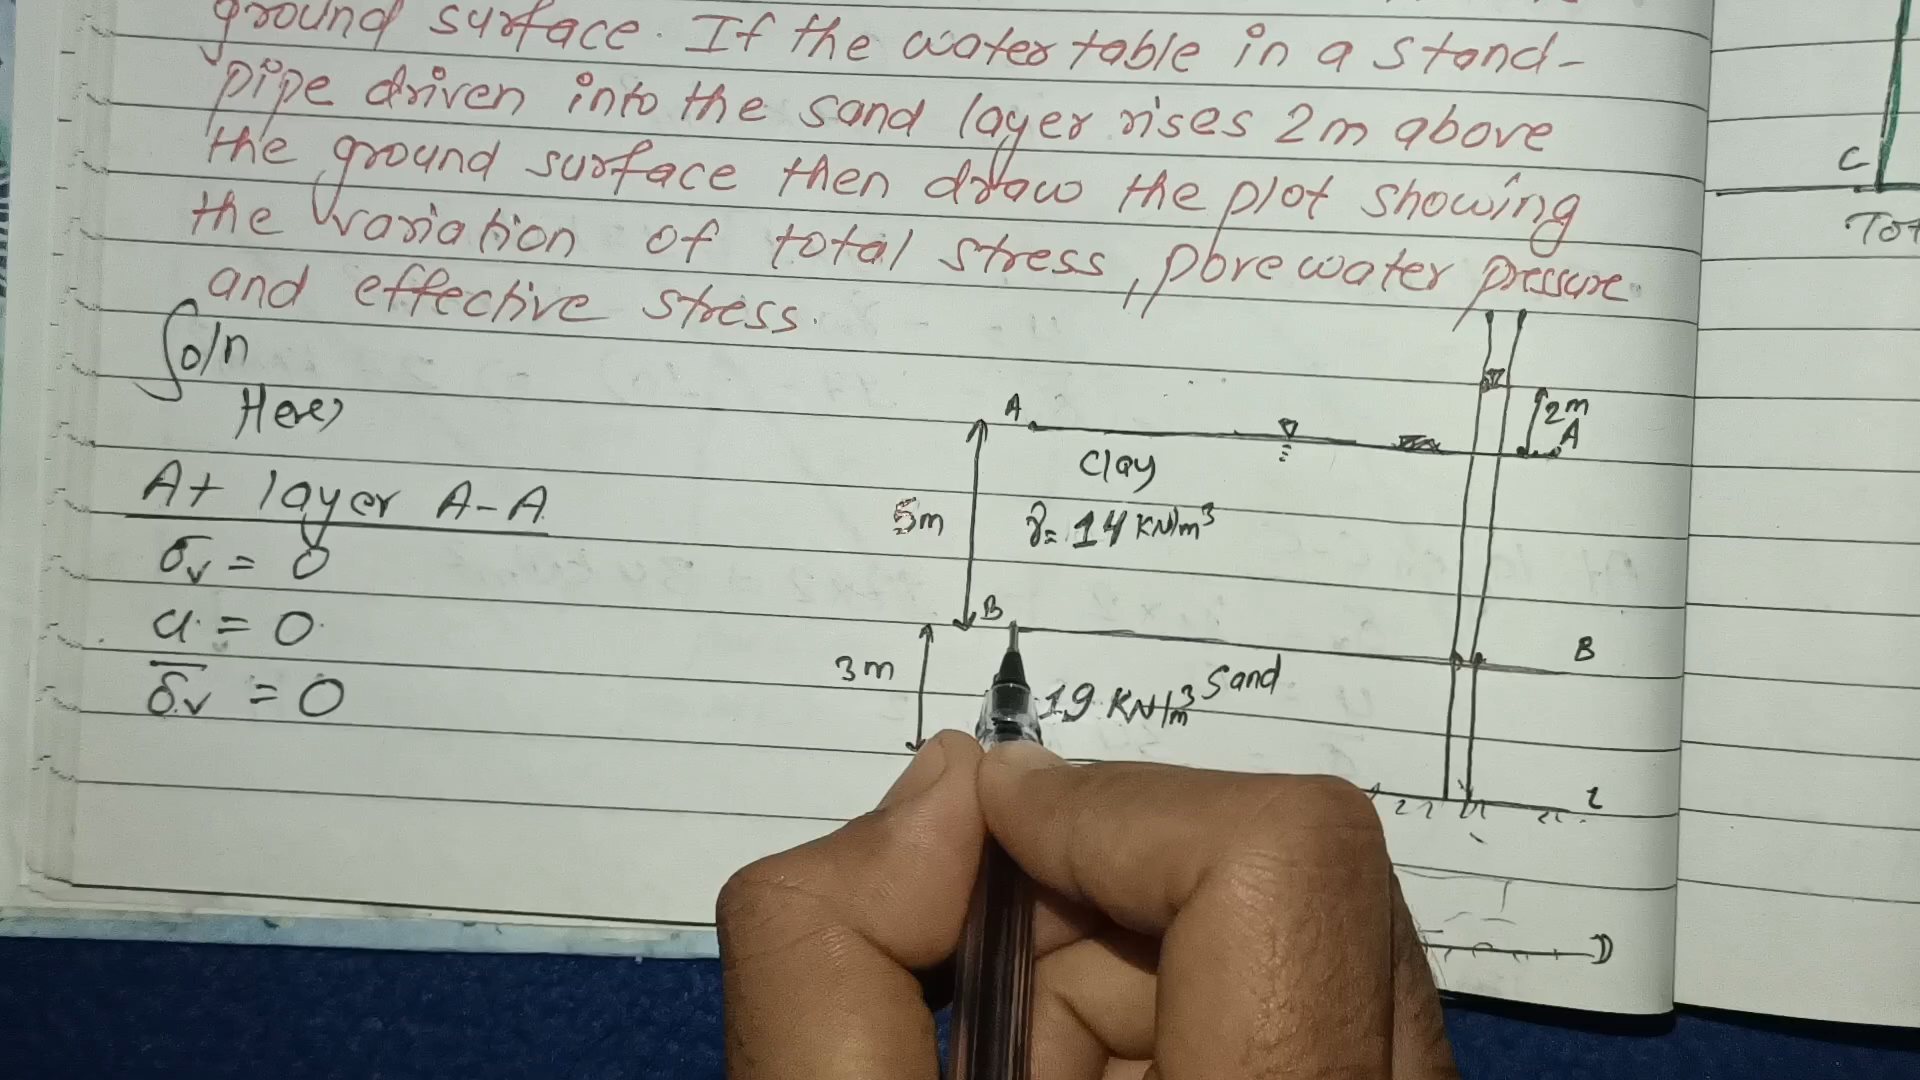 ground surface. If the water table in a stand-
pipe driven into the sand layer rises 2m above
the ground surface then draw the plot showing
the variation of total stress, pore water pressure
and effective stress.
Soln
Here,
At layer A-A
σv = 0
u = 0
σ̅v = 0
A
2m
A
Clay
5m
γ = 14 KN/m³
B
B
3m
19 KN/m³ Sand
D
C
Tot